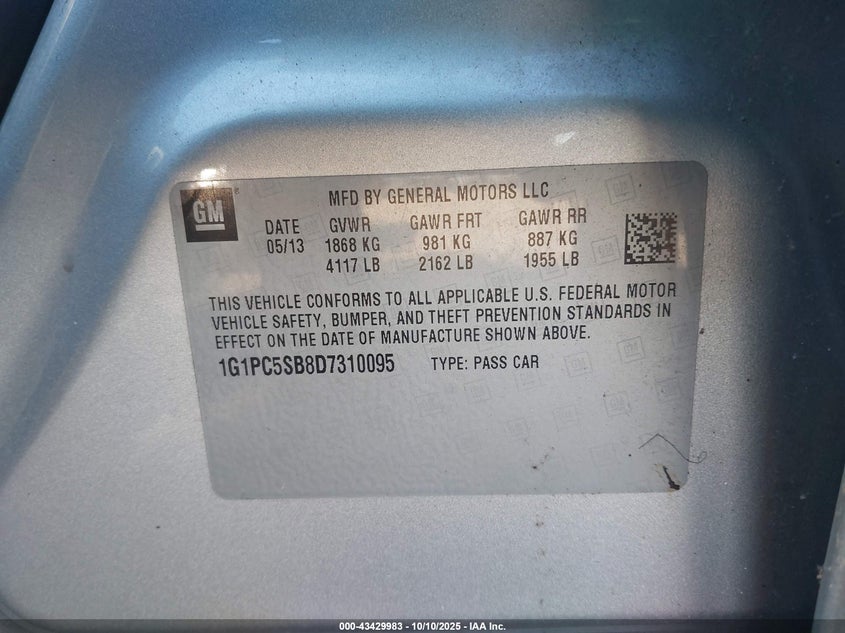 GM®
MFD BY GENERAL MOTORS LLC
DATE GVWR GAWR FRT GAWR RR
05/13 1868 KG 981 KG 887 KG
4117 LB 2162 LB 1955 LB
THIS VEHICLE CONFORMS TO ALL APPLICABLE U.S. FEDERAL MOTOR
VEHICLE SAFETY, BUMPER, AND THEFT PREVENTION STANDARDS IN
EFFECT ON THE DATE OF MANUFACTURE SHOWN ABOVE.
1G1PC5SB8D7310095 TYPE: PASS CAR
000-43429983 - 10/10/2025 - IAA Inc.